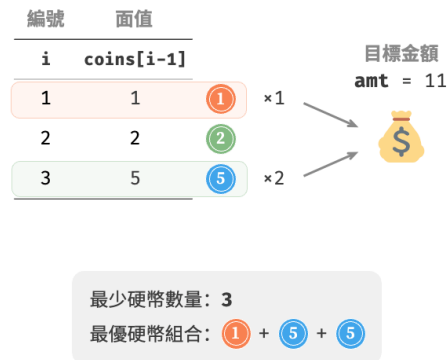 編號 面值
i coins[i-1]
1 1 1 ×1
2 2 2
3 5 5 ×2
目標金額
amt = 11
$
最少硬幣數量：3
最優硬幣組合：1 + 5 + 5